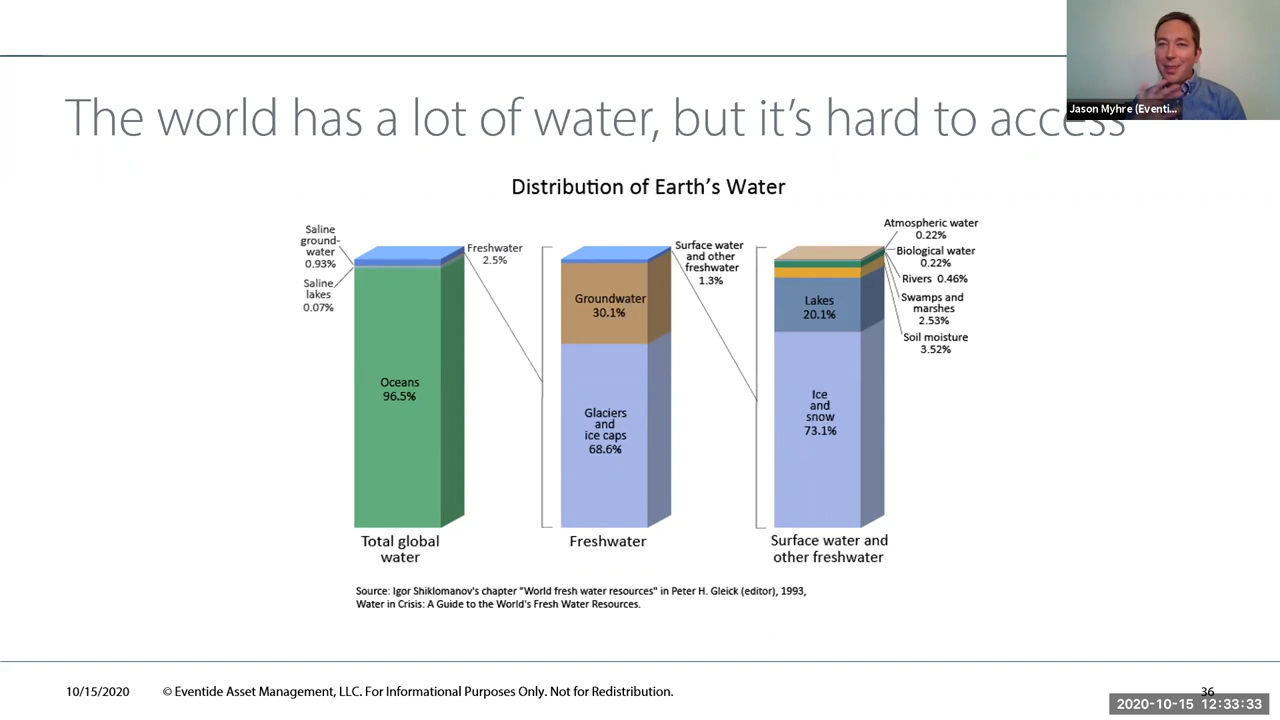 Jason Myhre (Eventi...
The world has a lot of water, but it's hard to access
Distribution of Earth's Water
Saline
ground-
water
0.93%
Saline
lakes
0.07%
Oceans
96.5%
Freshwater
2.5%
Total global
water
Groundwater
30.1%
Glaciers
and
ice caps
68.6%
Surface water
and other
freshwater
1.3%
Freshwater
Lakes
20.1%
Ice
and
snow
73.1%
Atmospheric water
0.22%
Biological water
0.22%
Rivers 0.46%
Swamps and
marshes
2.53%
Soil moisture
3.52%
Surface water and
other freshwater
Source: Igor Shiklomanov's chapter "World fresh water resources" in Peter H. Gleick (editor), 1993,
Water in Crisis: A Guide to the World's Fresh Water Resources.
10/15/2020
© Eventide Asset Management, LLC. For Informational Purposes Only. Not for Redistribution.
36
2020-10-15 12:33:33